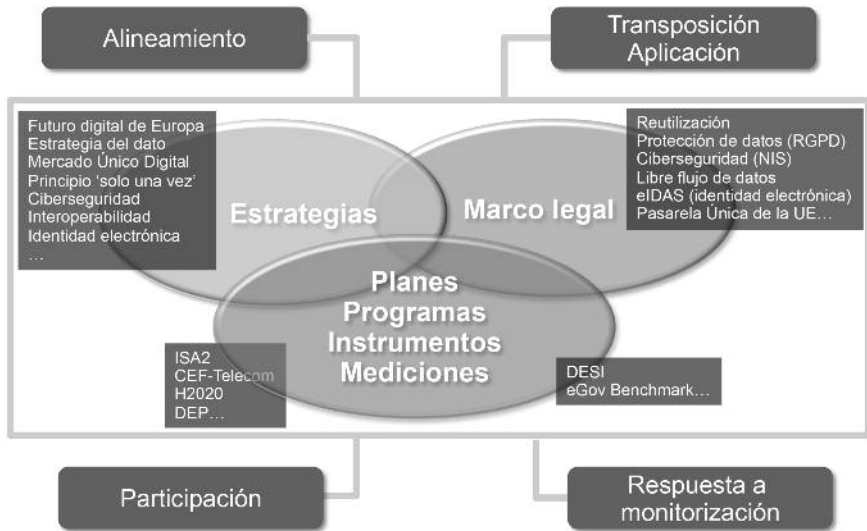 Alineamiento
Transposición
Aplicación
Futuro digital de Europa
Estrategia del dato
Mercado Único Digital
Principio 'solo una vez'
Ciberseguridad
Interoperabilidad
Identidad electrónica
…
Reutilización
Protección de datos (RGPD)
Ciberseguridad (NIS)
Libre flujo de datos
eIDAS (identidad electrónica)
Pasarela Única de la UE…
Estrategias
Marco legal
Planes
Programas
Instrumentos
Mediciones
ISA2
CEF-Telecom
H2020
DEP…
DESI
eGov Benchmark…
Participación
Respuesta a
monitorización